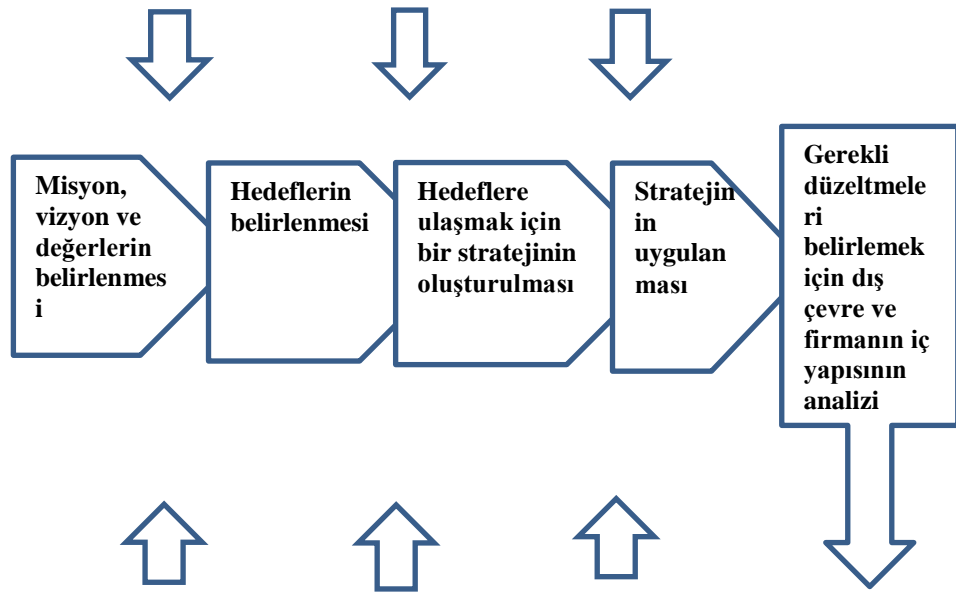 Misyon,
vizyon ve
değerlerin
belirlenmes
i
Hedeflerin
belirlenmesi
Hedeflere
ulaşmak için
bir stratejinin
oluşturulması
Stratejin
in
uygulan
ması
Gerekli
düzeltmele
ri
belirlemek
için dış
çevre ve
firmanın iç
yapısının
analizi